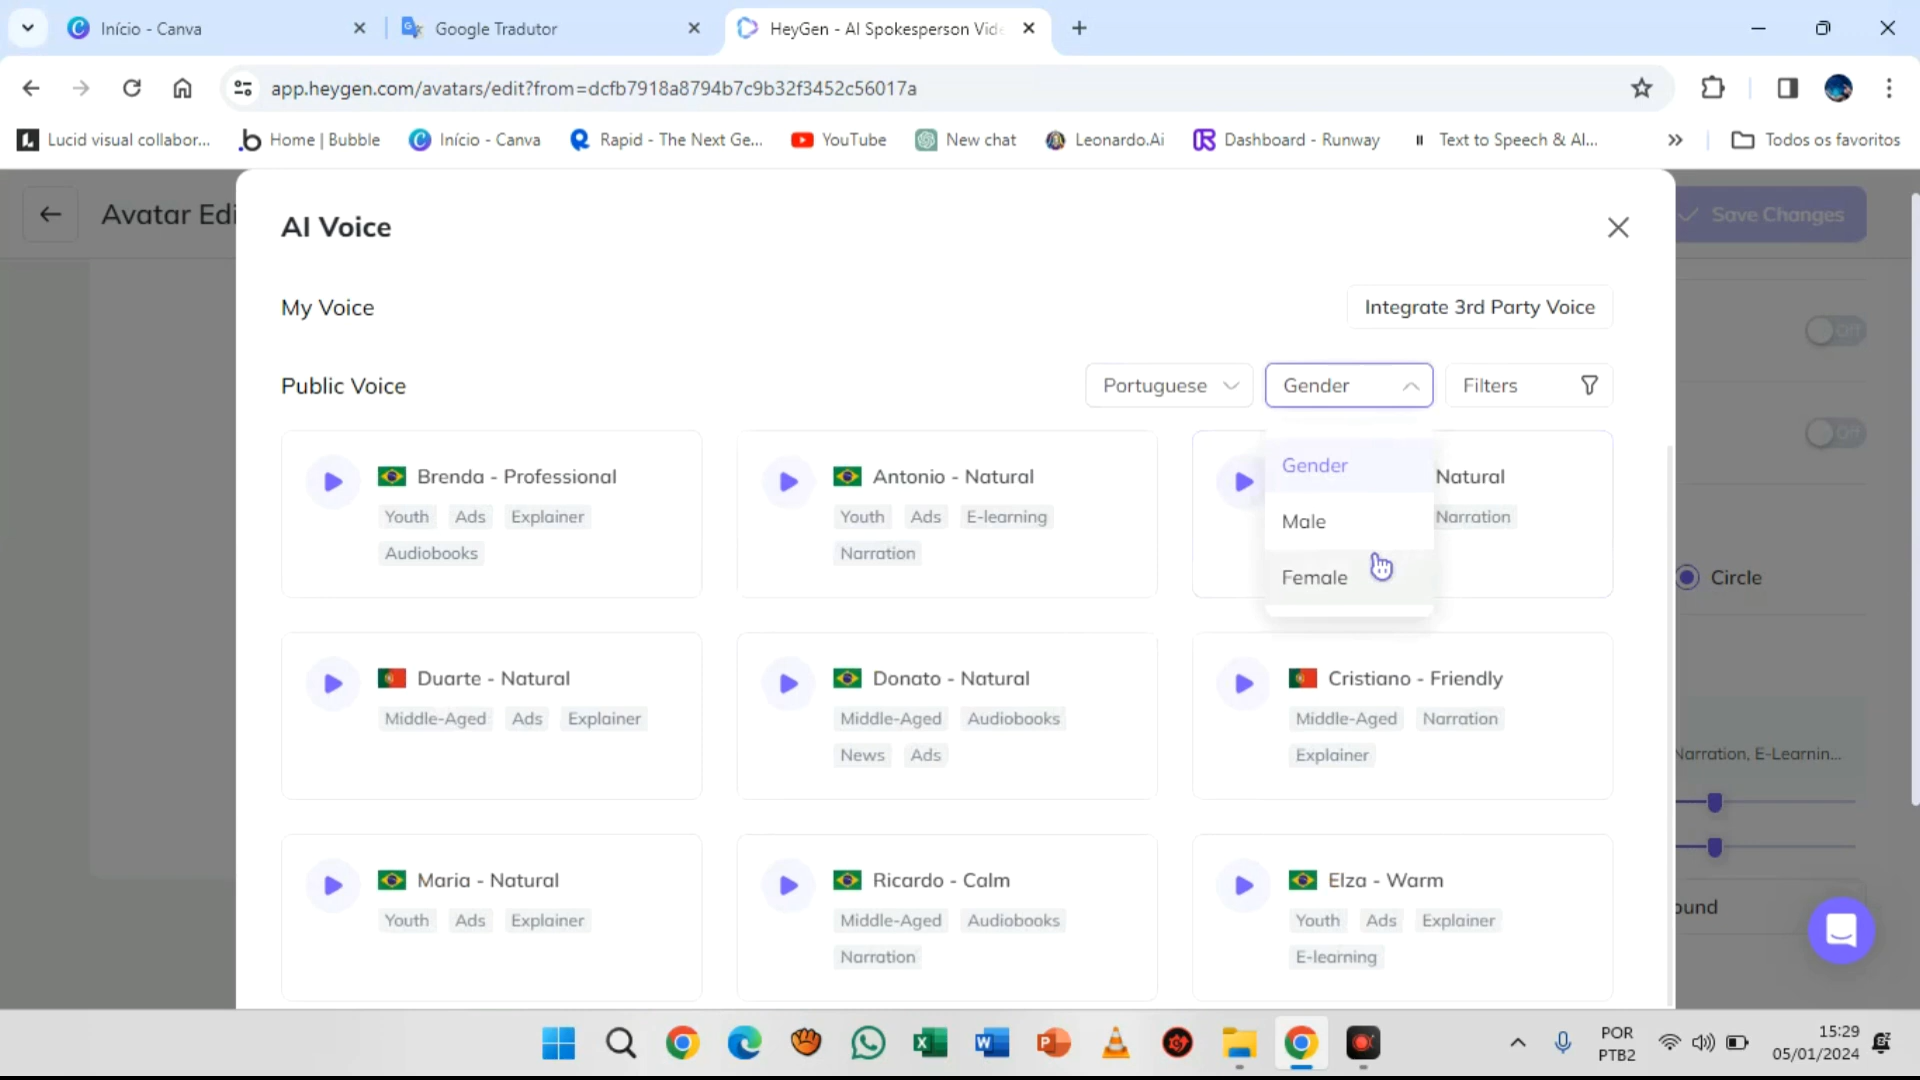 Início - Canva
Google Tradutor
HeyGen - AI Spokesperson Vide
app.heygen.com/avatars/edit?from=dcfb7918a8794b7c9b32f3452c56017a
Lucid visual collabor...
Home | Bubble
Início - Canva
Rapid - The Next Ge...
YouTube
New chat
Leonardo.Ai
Dashboard - Runway
Text to Speech & AI...
Todos os favoritos
Avatar Edi
Save Changes
AI Voice
My Voice
Integrate 3rd Party Voice
Off
Public Voice
Portuguese
Gender
Filters
Off
Brenda - Professional
Youth Ads Explainer
Audiobooks
Antonio - Natural
Youth Ads E-learning
Narration
Natural
Narration
Gender
Male
Female
Circle
Duarte - Natural
Middle-Aged Ads Explainer
Donato - Natural
Middle-Aged Audiobooks
News Ads
Cristiano - Friendly
Middle-Aged Narration
Explainer
Narration, E-Learnin...
Maria - Natural
Youth Ads Explainer
Ricardo - Calm
Middle-Aged Audiobooks
Narration
Elza - Warm
Youth Ads Explainer
E-learning
ound
POR
PTB2
15:29
05/01/2024